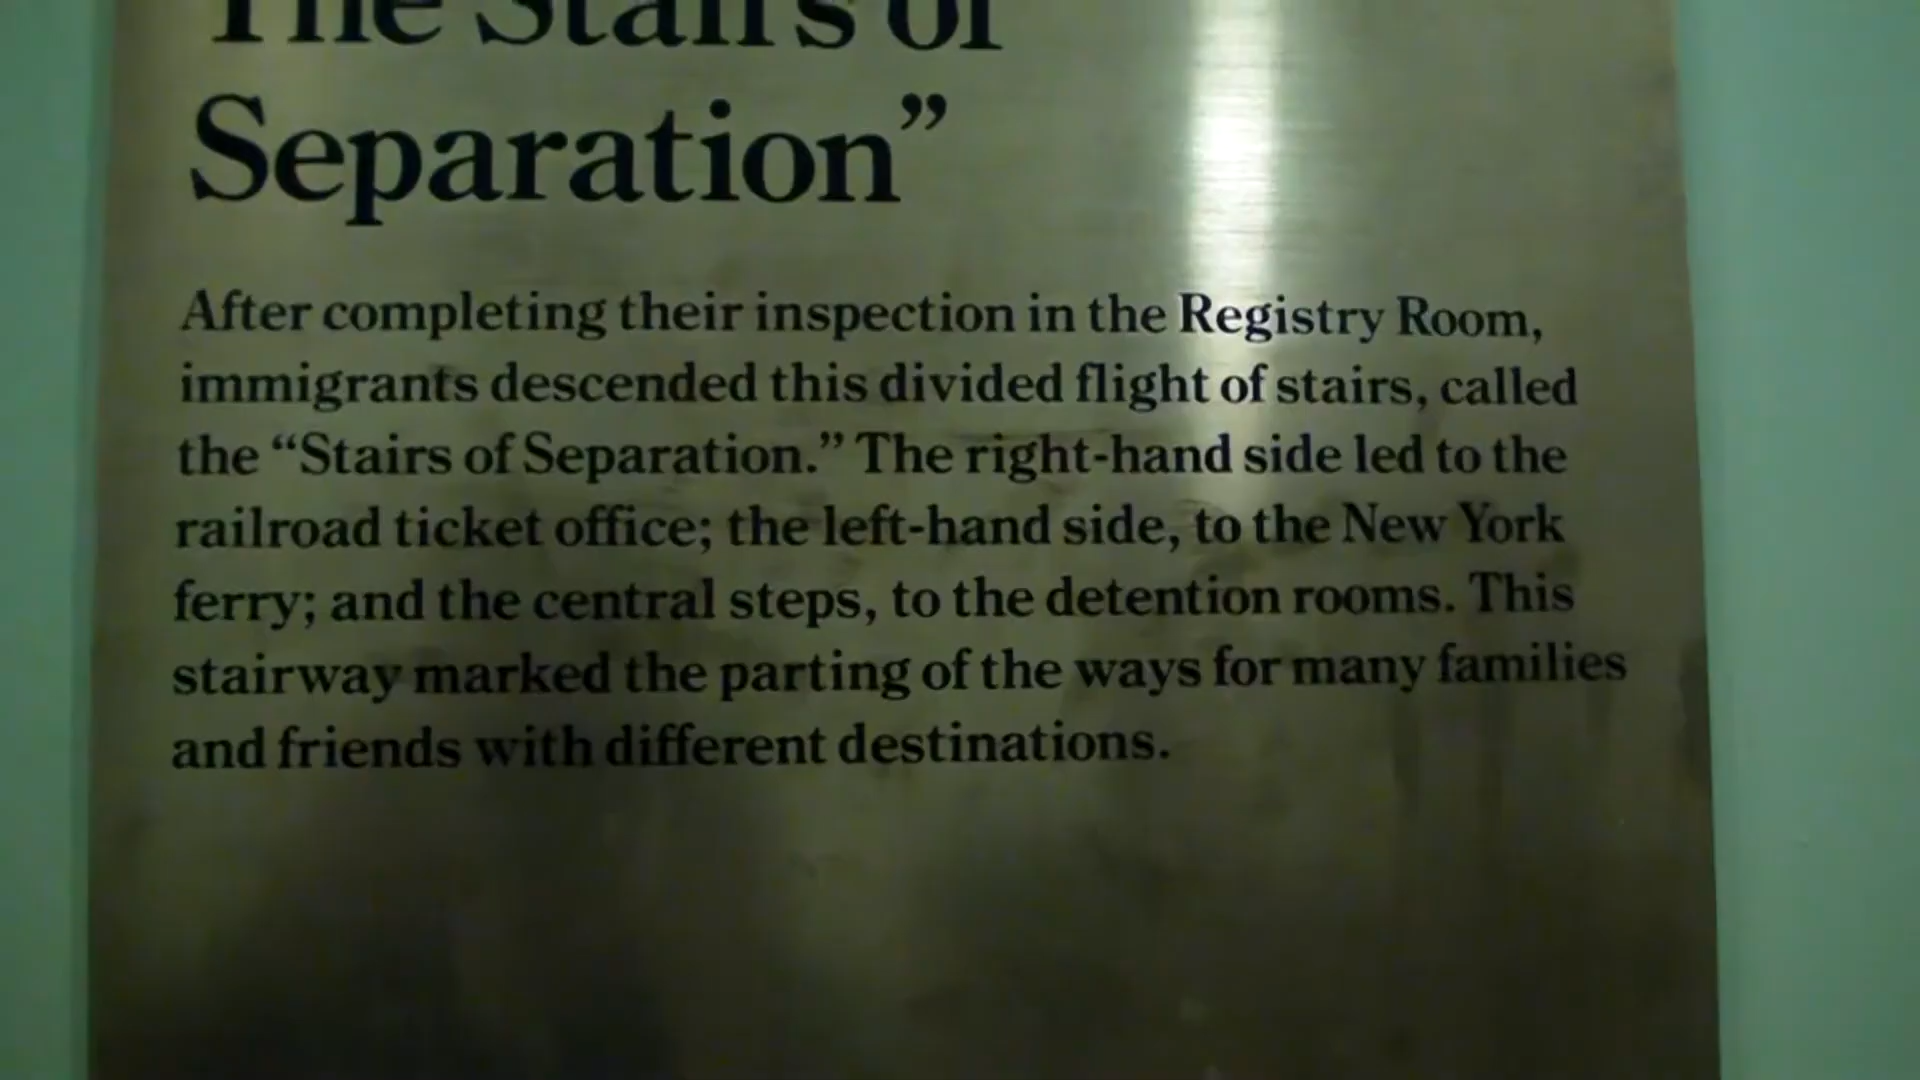 The Stairs of
Separation”
After completing their inspection in the Registry Room,
immigrants descended this divided flight of stairs, called
the “Stairs of Separation.” The right-hand side led to the
railroad ticket office; the left-hand side, to the New York
ferry; and the central steps, to the detention rooms. This
stairway marked the parting of the ways for many families
and friends with different destinations.